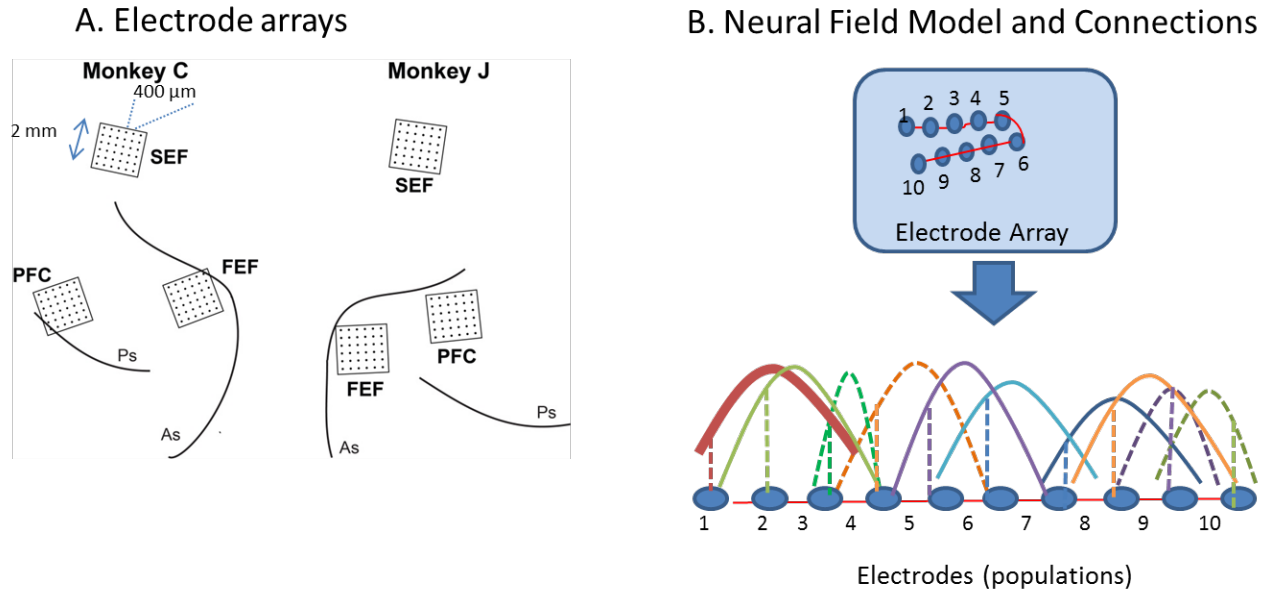 A. Electrode arrays
Monkey C
Monkey J
400 µm
2 mm
SEF
SEF
PFC
FEF
Ps
As
FEF
PFC
Ps
As
B. Neural Field Model and Connections
1 2 3 4 5
10 9 8 7 6
Electrode Array
1 2 3 4 5 6 7 8 9 10
Electrodes (populations)